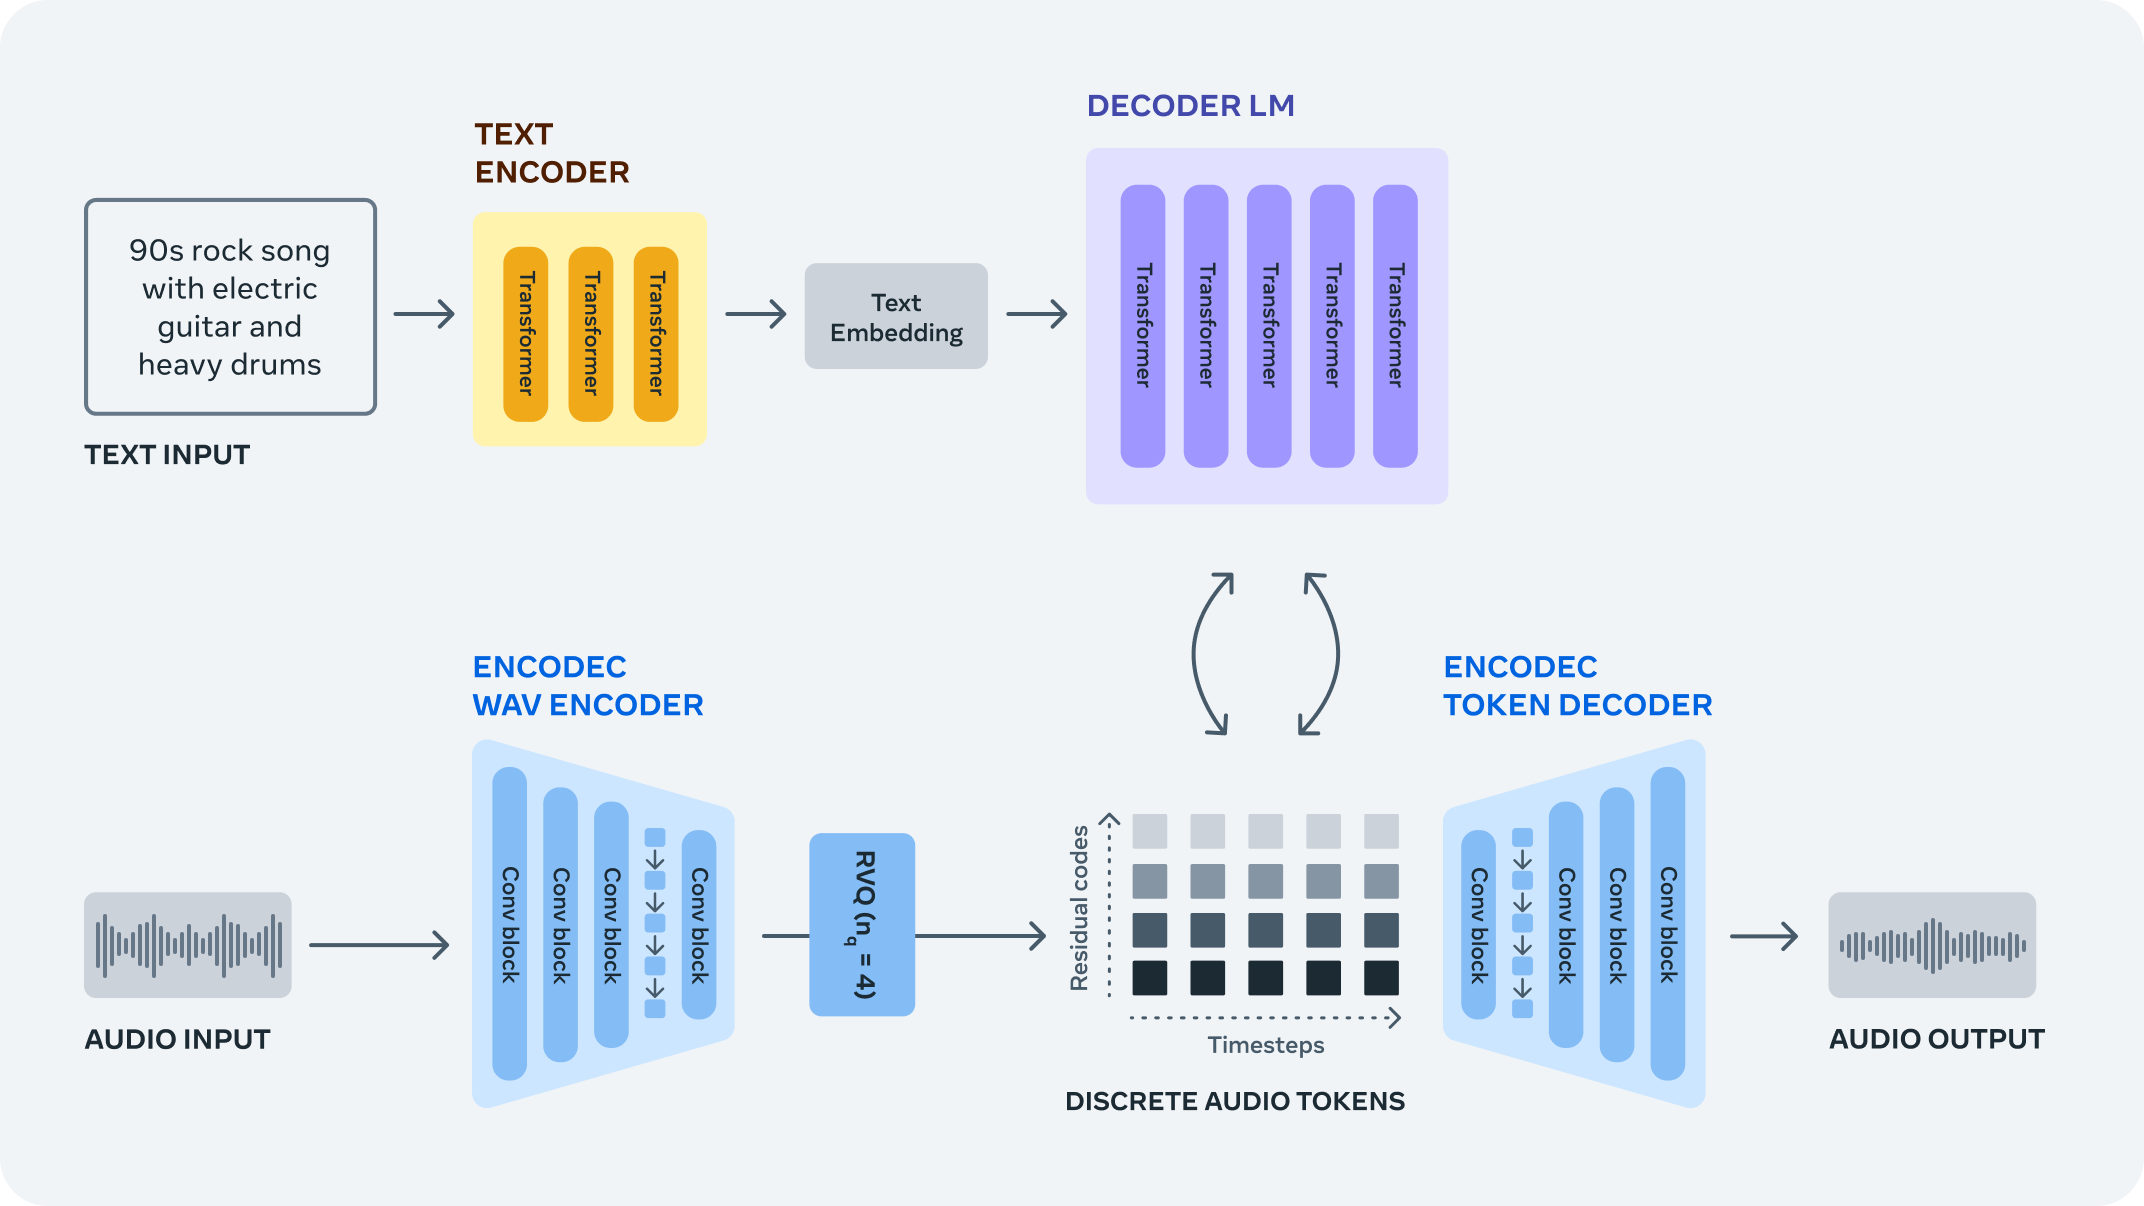 DECODER LM
TEXT
ENCODER
90s rock song
with electric
guitar and
heavy drums
TEXT INPUT
Transformer
Transformer
Transformer
Text
Embedding
Transformer
Transformer
Transformer
Transformer
Transformer
ENCODEC
WAV ENCODER
ENCODEC
TOKEN DECODER
AUDIO INPUT
Conv block
Conv block
Conv block
Conv block
RVQ (nq = 4)
Residual codes
Timesteps
DISCRETE AUDIO TOKENS
Conv block
Conv block
Conv block
Conv block
AUDIO OUTPUT